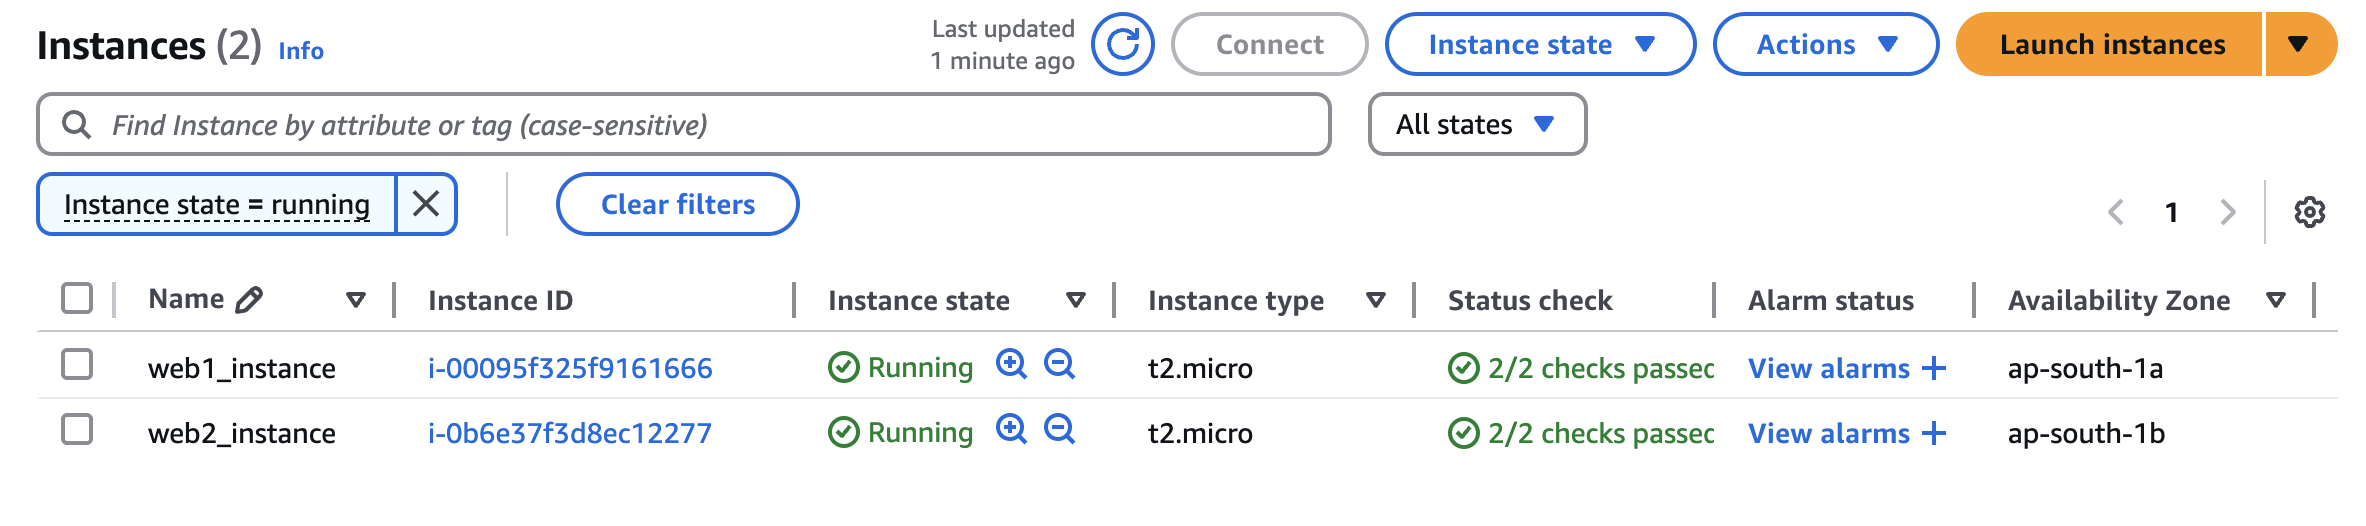 Instances (2) Info
Last updated
1 minute ago
Connect
Instance state
Actions
Launch instances
Find Instance by attribute or tag (case-sensitive)
All states
Instance state = running
Clear filters
1
Name Instance ID Instance state Instance type Status check Alarm status Availability Zone
web1_instance i-00095f325f9161666 Running t2.micro 2/2 checks passec View alarms + ap-south-1a
web2_instance i-0b6e37f3d8ec12277 Running t2.micro 2/2 checks passec View alarms + ap-south-1b